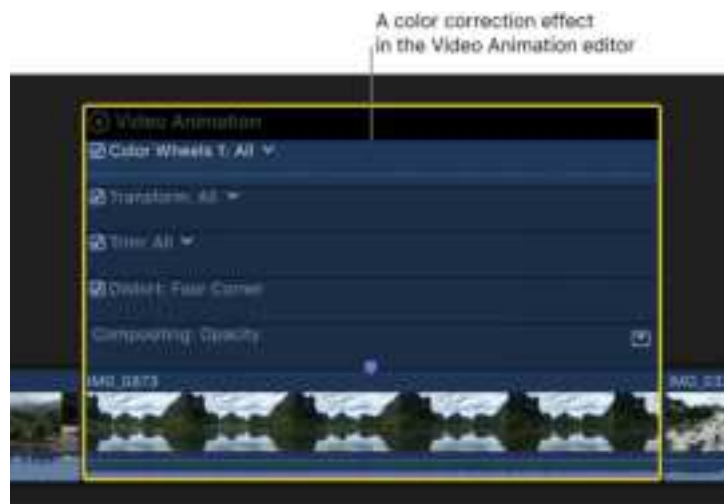 A color correction effect
in the Video Animation editor
Video Animation
Color Wheels 1: All
Transform: All
Trim: All
Distort: Four Corner
Compositing: Opacity
IMG_0873
IMG_03